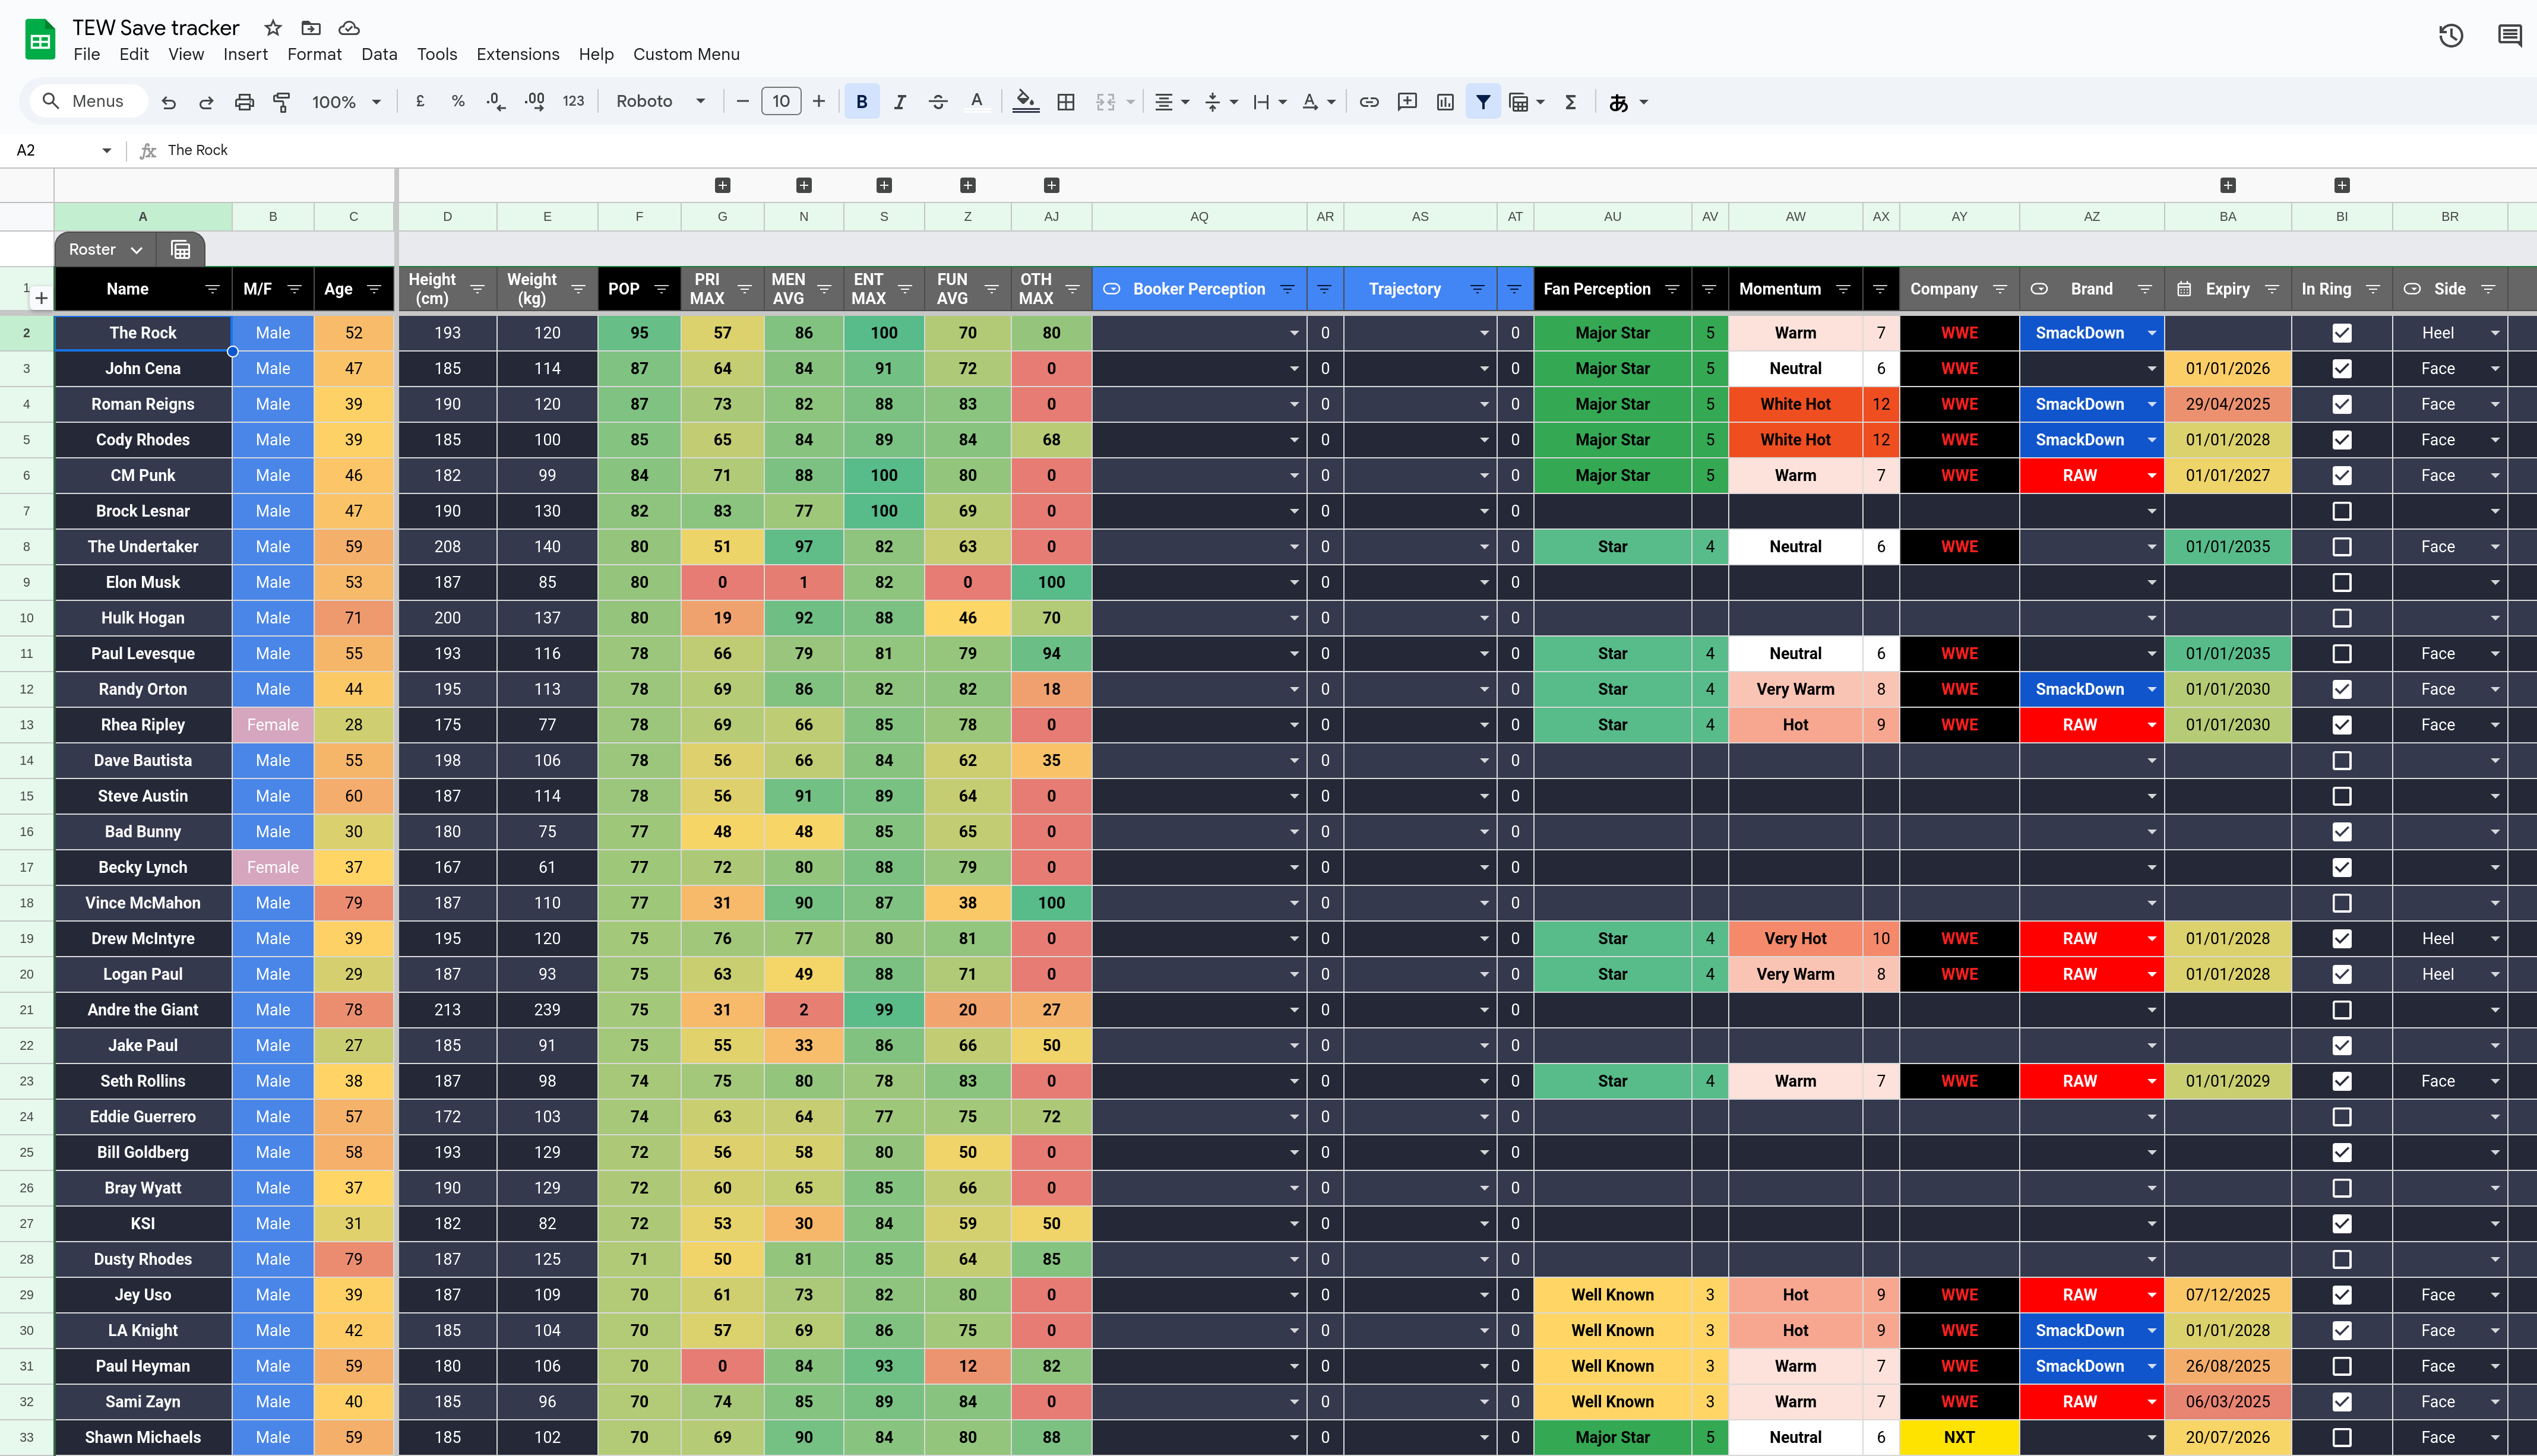 TEW Save tracker
File Edit View Insert Format Data Tools Extensions Help Custom Menu
Menus 100% £ % .0 .00 123 Roboto 10 B I S A あ
A2 fx The Rock
A B C D E F G N S Z AJ AQ AR AS AT AU AV AW AX AY AZ BA BI BR
Roster
1 Name M/F Age Height (cm) Weight (kg) POP PRI MAX MEN AVG ENT MAX FUN AVG OTH MAX Booker Perception Trajectory Fan Perception Momentum Company Brand Expiry In Ring Side
2 The Rock Male 52 193 120 95 57 86 100 70 80 0 0 Major Star 5 Warm 7 WWE SmackDown Heel
3 John Cena Male 47 185 114 87 64 84 91 72 0 0 0 Major Star 5 Neutral 6 WWE 01/01/2026 Face
4 Roman Reigns Male 39 190 120 87 73 82 88 83 0 0 0 Major Star 5 White Hot 12 WWE SmackDown 29/04/2025 Face
5 Cody Rhodes Male 39 185 100 85 65 84 89 84 68 0 0 Major Star 5 White Hot 12 WWE SmackDown 01/01/2028 Face
6 CM Punk Male 46 182 99 84 71 88 100 80 0 0 0 Major Star 5 Warm 7 WWE RAW 01/01/2027 Face
7 Brock Lesnar Male 47 190 130 82 83 77 100 69 0 0 0
8 The Undertaker Male 59 208 140 80 51 97 82 63 0 0 0 Star 4 Neutral 6 WWE 01/01/2035 Face
9 Elon Musk Male 53 187 85 80 0 1 82 0 100 0 0
10 Hulk Hogan Male 71 200 137 80 19 92 88 46 70 0 0
11 Paul Levesque Male 55 193 116 78 66 79 81 79 94 0 0 Star 4 Neutral 6 WWE 01/01/2035 Face
12 Randy Orton Male 44 195 113 78 69 86 82 82 18 0 0 Star 4 Very Warm 8 WWE SmackDown 01/01/2030 Face
13 Rhea Ripley Female 28 175 77 78 69 66 85 78 0 0 0 Star 4 Hot 9 WWE RAW 01/01/2030 Face
14 Dave Bautista Male 55 198 106 78 56 66 84 62 35 0 0
15 Steve Austin Male 60 187 114 78 56 91 89 64 0 0 0
16 Bad Bunny Male 30 180 75 77 48 48 85 65 0 0 0
17 Becky Lynch Female 37 167 61 77 72 80 88 79 0 0 0
18 Vince McMahon Male 79 187 110 77 31 90 87 38 100 0 0
19 Drew McIntyre Male 39 195 120 75 76 77 80 81 0 0 0 Star 4 Very Hot 10 WWE RAW 01/01/2028 Heel
20 Logan Paul Male 29 187 93 75 63 49 88 71 0 0 0 Star 4 Very Warm 8 WWE RAW 01/01/2028 Heel
21 Andre the Giant Male 78 213 239 75 31 2 99 20 27 0 0
22 Jake Paul Male 27 185 91 75 55 33 86 66 50 0 0
23 Seth Rollins Male 38 187 98 74 75 80 78 83 0 0 0 Star 4 Warm 7 WWE RAW 01/01/2029 Face
24 Eddie Guerrero Male 57 172 103 74 63 64 77 75 72 0 0
25 Bill Goldberg Male 58 193 129 72 56 58 80 50 0 0 0
26 Bray Wyatt Male 37 190 129 72 60 65 85 66 0 0 0
27 KSI Male 31 182 82 72 53 30 84 59 50 0 0
28 Dusty Rhodes Male 79 187 125 71 50 81 85 64 85 0 0
29 Jey Uso Male 39 187 109 70 61 73 82 80 0 0 0 Well Known 3 Hot 9 WWE RAW 07/12/2025 Face
30 LA Knight Male 42 185 104 70 57 69 86 75 0 0 0 Well Known 3 Hot 9 WWE SmackDown 01/01/2028 Face
31 Paul Heyman Male 59 180 106 70 0 84 93 12 82 0 0 Well Known 3 Warm 7 WWE SmackDown 26/08/2025 Face
32 Sami Zayn Male 40 185 96 70 74 85 89 84 0 0 0 Well Known 3 Warm 7 WWE RAW 06/03/2025 Face
33 Shawn Michaels Male 59 185 102 70 69 90 84 80 88 0 0 Major Star 5 Neutral 6 NXT 20/07/2026 Face